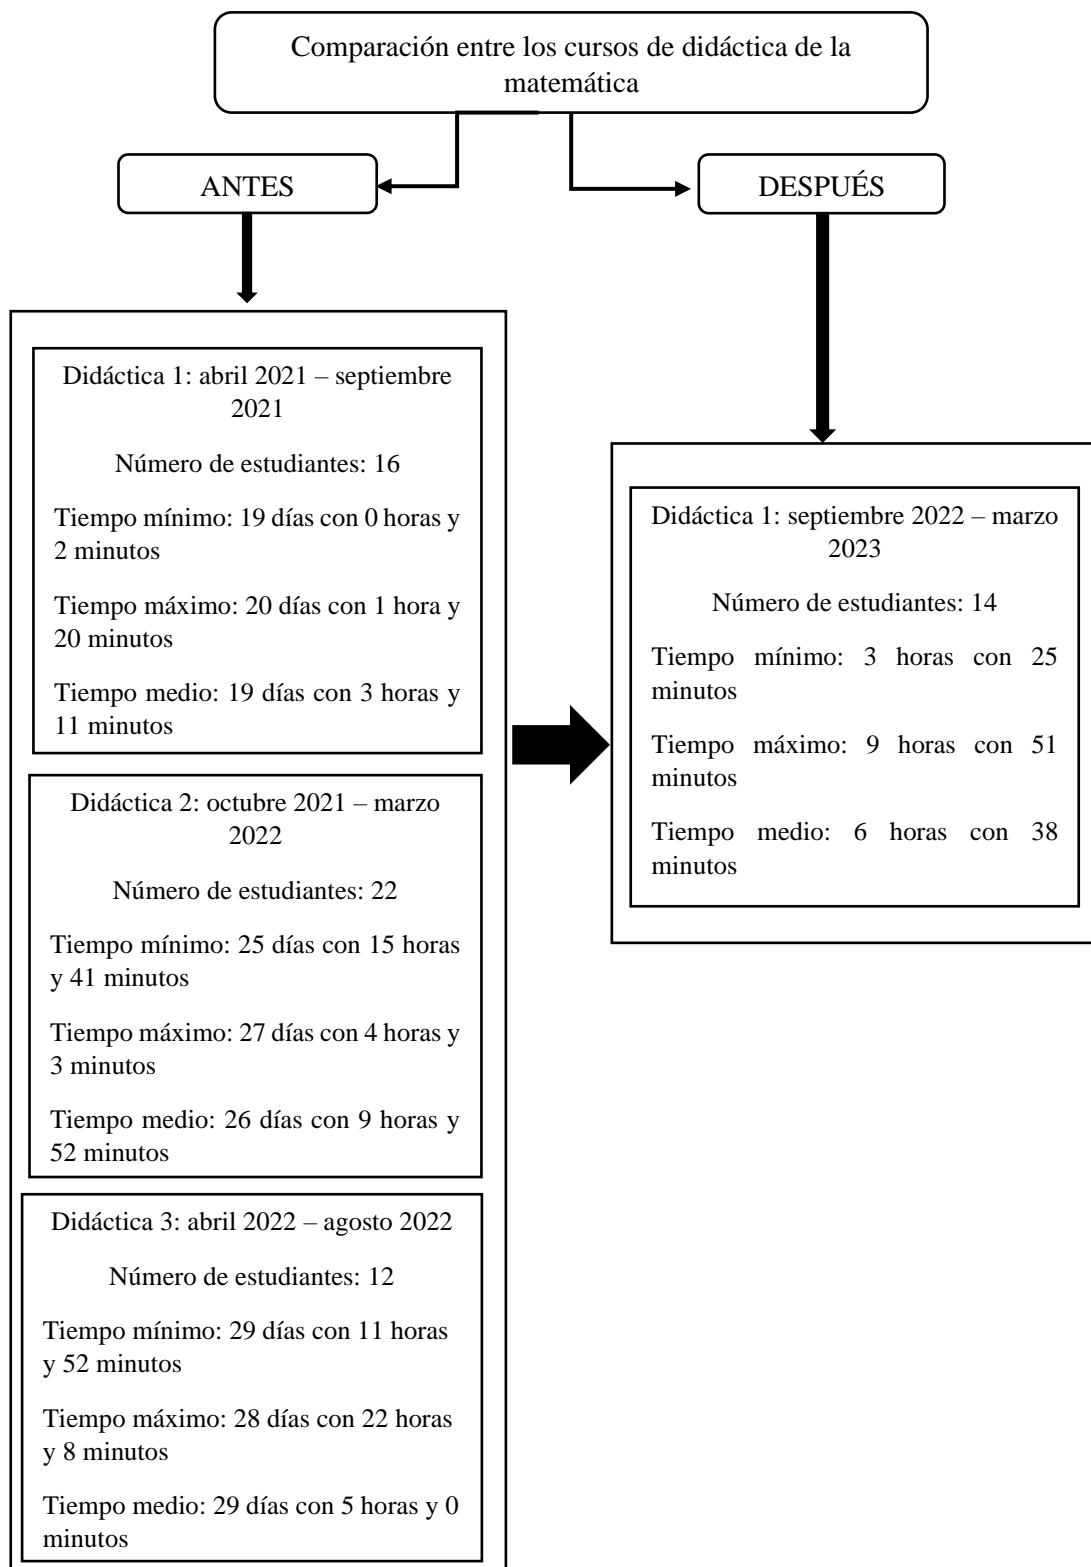 Comparación entre los cursos de didáctica de la
matemática
ANTES
DESPUÉS
Didáctica 1: abril 2021 – septiembre
2021
Número de estudiantes: 16
Tiempo mínimo: 19 días con 0 horas y
2 minutos
Tiempo máximo: 20 días con 1 hora y
20 minutos
Tiempo medio: 19 días con 3 horas y
11 minutos
Didáctica 2: octubre 2021 – marzo
2022
Número de estudiantes: 22
Tiempo mínimo: 25 días con 15 horas
y 41 minutos
Tiempo máximo: 27 días con 4 horas y
3 minutos
Tiempo medio: 26 días con 9 horas y
52 minutos
Didáctica 3: abril 2022 – agosto 2022
Número de estudiantes: 12
Tiempo mínimo: 29 días con 11 horas
y 52 minutos
Tiempo máximo: 28 días con 22 horas
y 8 minutos
Tiempo medio: 29 días con 5 horas y 0
minutos
Didáctica 1: septiembre 2022 – marzo
2023
Número de estudiantes: 14
Tiempo mínimo: 3 horas con 25
minutos
Tiempo máximo: 9 horas con 51
minutos
Tiempo medio: 6 horas con 38
minutos